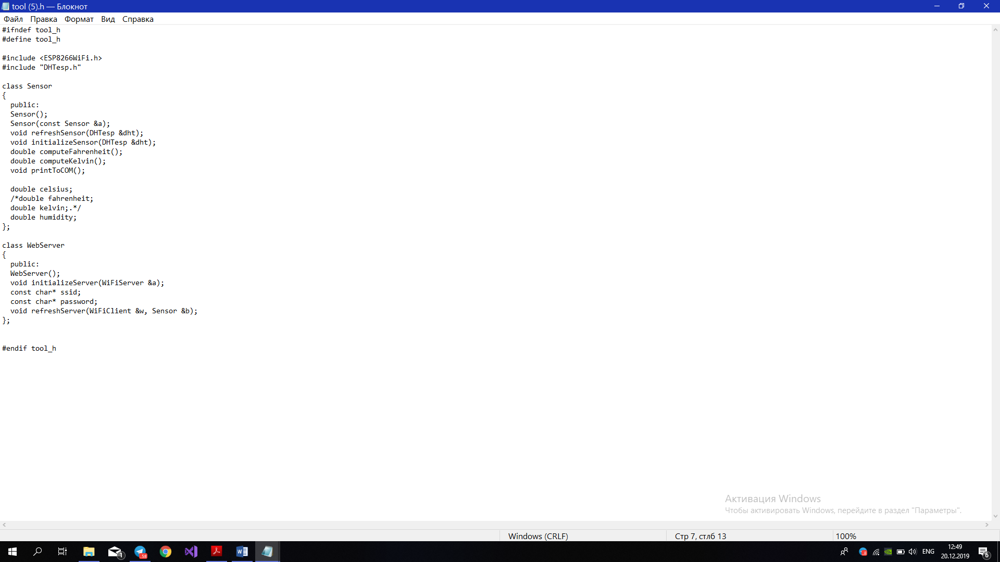 tool (5).h — Блокнот
Файл Правка Формат Вид Справка
#ifndef tool_h
#define tool_h
#include <ESP8266WiFi.h>
#include "DHTesp.h"
class Sensor
{
public:
Sensor();
Sensor(const Sensor &a);
void refreshSensor(DHTesp &dht);
void initializeSensor(DHTesp &dht);
double computeFahrenheit();
double computeKelvin();
void printToCOM();
double celsius;
/*double fahrenheit;
double kelvin;.*/
double humidity;
};
class WebServer
{
public:
WebServer();
void initializeServer(WiFiServer &a);
const char* ssid;
const char* password;
void refreshServer(WiFiClient &w, Sensor &b);
};
#endif tool_h
Активация Windows
Чтобы активировать Windows, перейдите в раздел "Параметры".
Windows (CRLF) Стр 7, стлб 13 100%
1 .58 8 ENG 12:49 6
20.12.2019